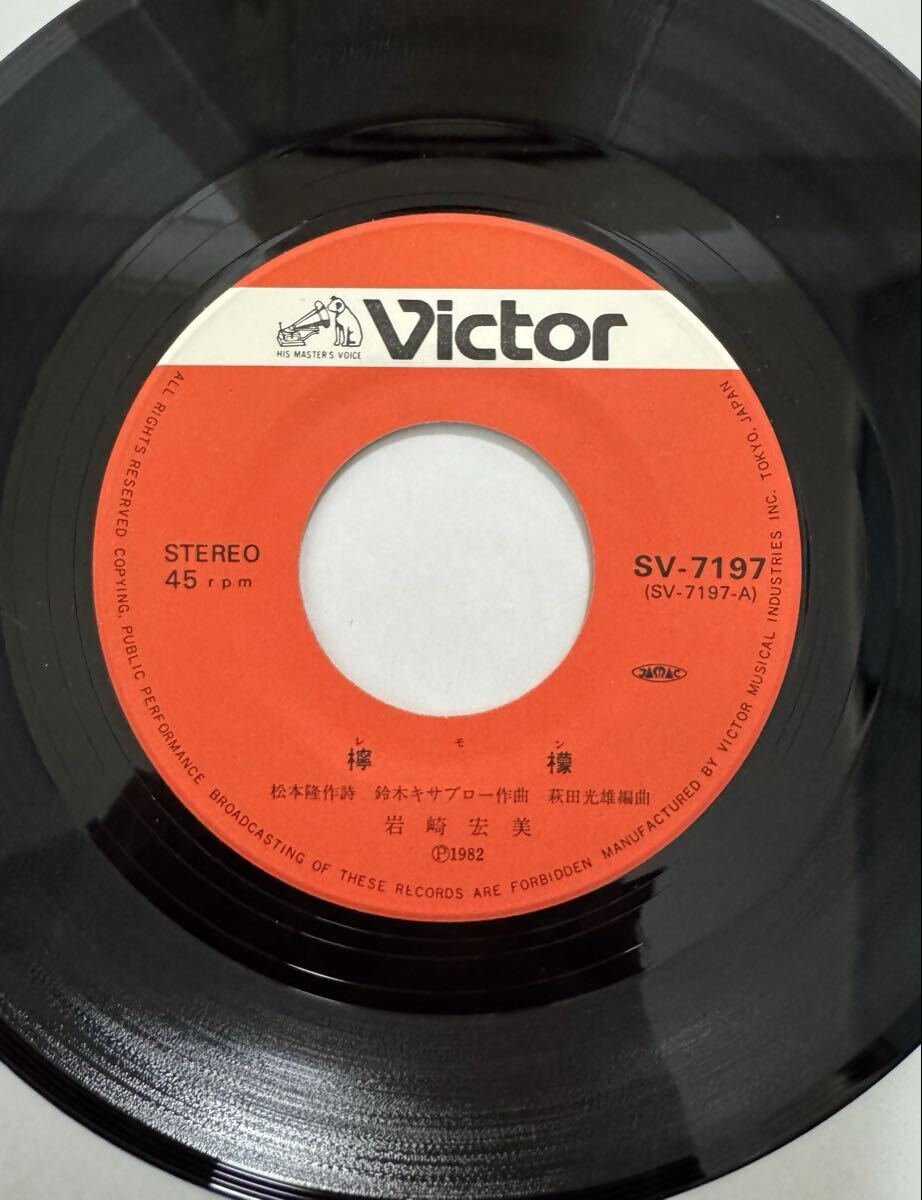 HIS MASTER'S VOICE
Victor
STEREO
45 rpm
SV-7197
(SV-7197-A)
JASRAC
レモン
檸檬
松本隆作詩 鈴木キサブロー作曲 萩田光雄編曲
岩崎宏美
Ⓟ1982
ALL RIGHTS RESERVED COPYING, PUBLIC PERFORMANCE BROADCASTING OF THESE RECORDS ARE FORBIDDEN MANUFACTURED BY VICTOR MUSICAL INDUSTRIES INC. TOKYO, JAPAN